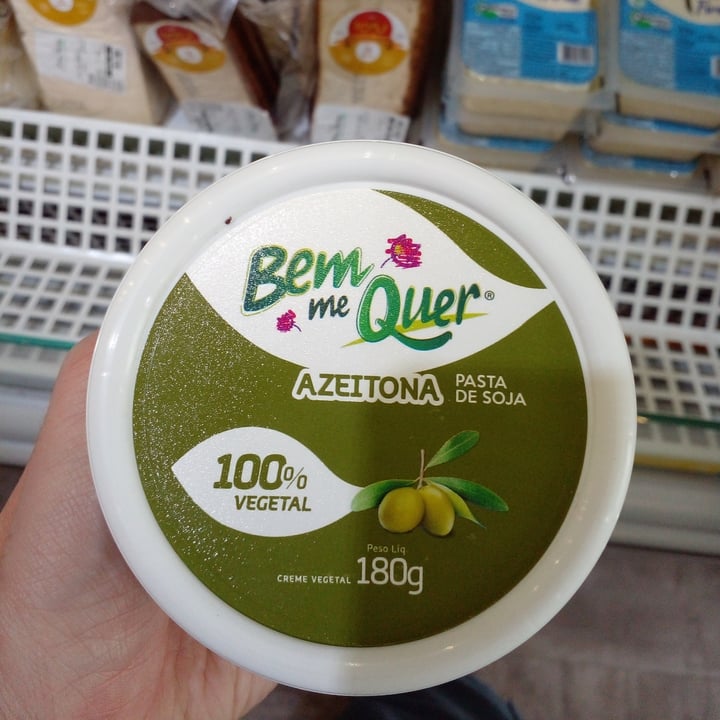 Bem
me Quer®
AZEITONA
PASTA
DE SOJA
100%
VEGETAL
Peso Líq
CREME VEGETAL 180g